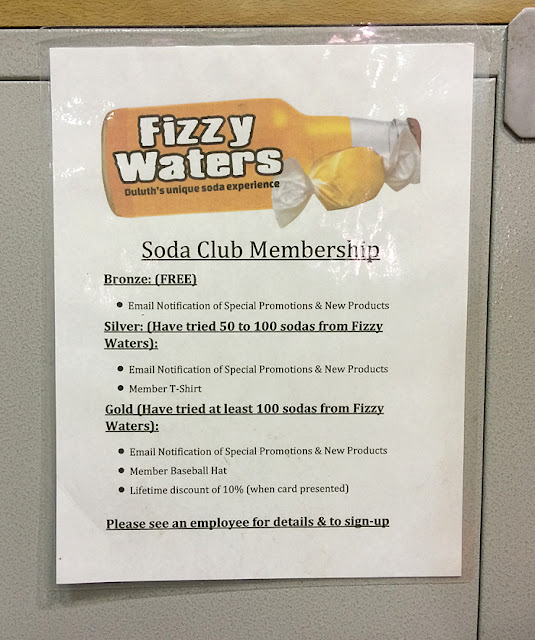 Fizzy
Waters
Duluth's unique soda experience
Soda Club Membership
Bronze: (FREE)
• Email Notification of Special Promotions & New Products
Silver: (Have tried 50 to 100 sodas from Fizzy
Waters):
• Email Notification of Special Promotions & New Products
• Member T-Shirt
Gold (Have tried at least 100 sodas from Fizzy
Waters):
• Email Notification of Special Promotions & New Products
• Member Baseball Hat
• Lifetime discount of 10% (when card presented)
Please see an employee for details & to sign-up